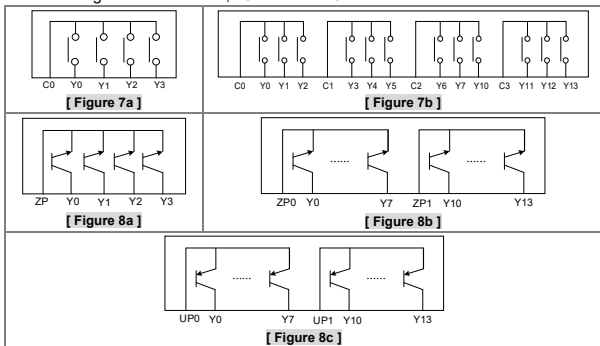 C0 Y0 Y1 Y2 Y3
[ Figure 7a ]
C0 Y0 Y1 Y2 C1 Y3 Y4 Y5 C2 Y6 Y7 Y10 C3 Y11 Y12 Y13
[ Figure 7b ]
ZP Y0 Y1 Y2 Y3
[ Figure 8a ]
...... ......
ZP0 Y0 Y7 ZP1 Y10 Y13
[ Figure 8b ]
...... ......
UP0 Y0 Y7 UP1 Y10 Y13
[ Figure 8c ]